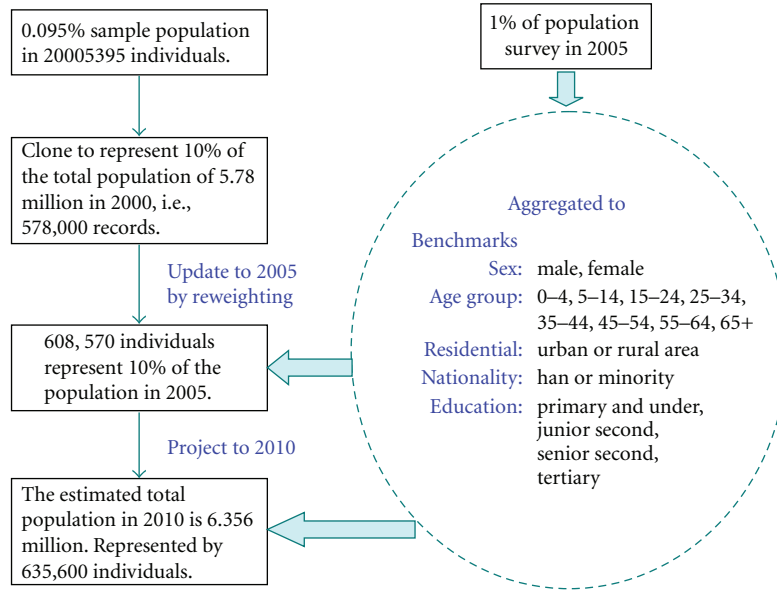 0.095% sample population
in 20005395 individuals.
Clone to represent 10% of
the total population of 5.78
million in 2000, i.e.,
578,000 records.
Update to 2005
by reweighting
608, 570 individuals
represent 10% of the
population in 2005.
Project to 2010
The estimated total
population in 2010 is 6.356
million. Represented by
635,600 individuals.
1% of population
survey in 2005
Aggregated to
Benchmarks
Sex: male, female
Age group: 0–4, 5–14, 15–24, 25–34,
35–44, 45–54, 55–64, 65+
Residential: urban or rural area
Nationality: han or minority
Education: primary and under,
junior second,
senior second,
tertiary